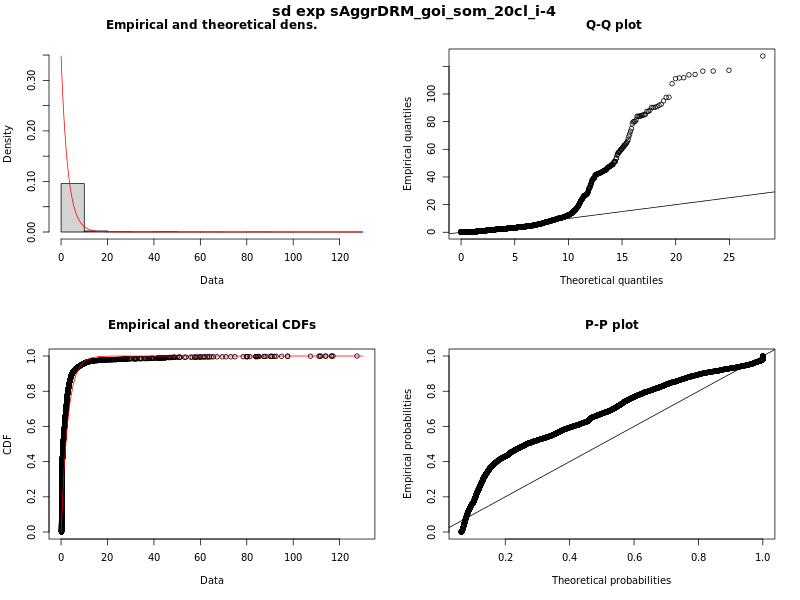 sd exp sAggrDRM_goi_som_20cl_i-4
Empirical and theoretical dens.
Density
0.00 0.10 0.20 0.30
0 20 40 60 80 100 120
Data
Q-Q plot
Empirical quantiles
0 20 40 60 80 100
0 5 10 15 20 25
Theoretical quantiles
Empirical and theoretical CDFs
CDF
0.0 0.2 0.4 0.6 0.8 1.0
0 20 40 60 80 100 120
Data
P-P plot
Empirical probabilities
0.0 0.2 0.4 0.6 0.8 1.0
0.2 0.4 0.6 0.8 1.0
Theoretical probabilities